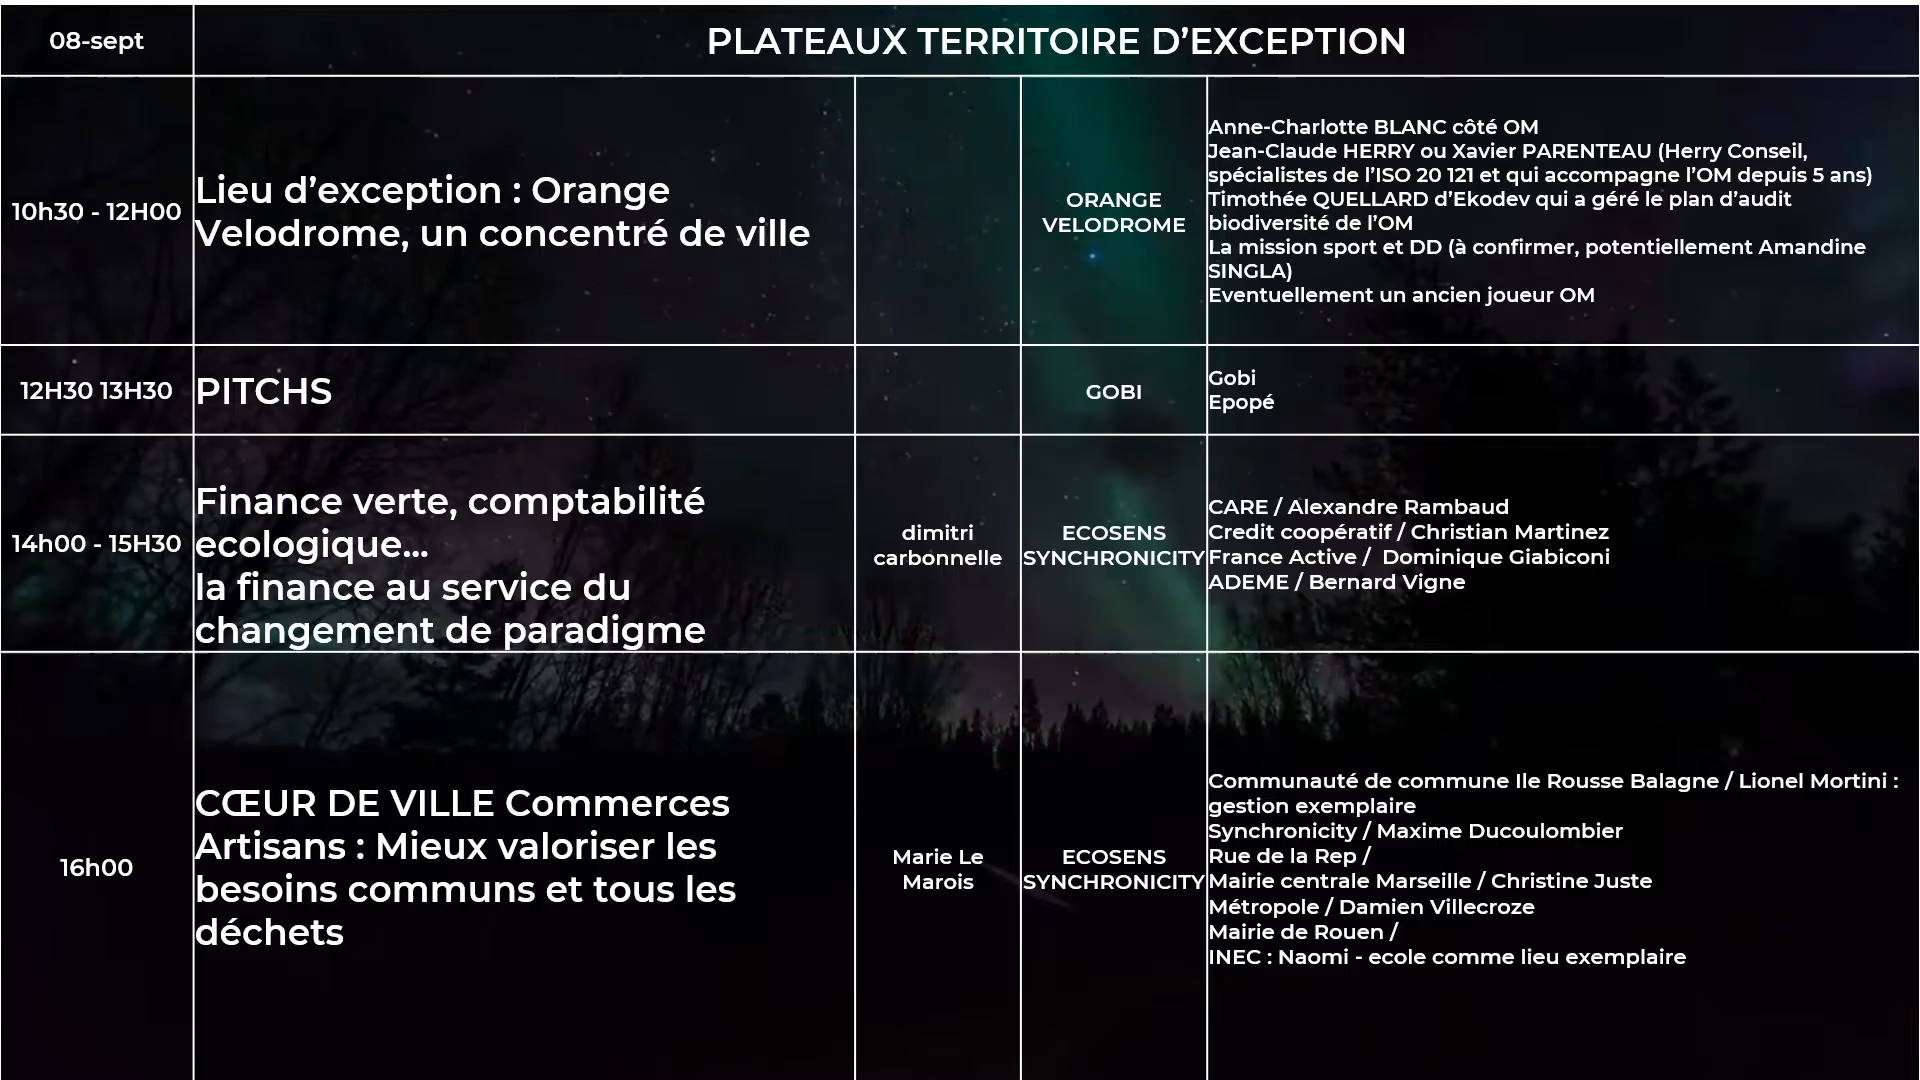 08-sept
PLATEAUX TERRITOIRE D’EXCEPTION
10h30 - 12H00
Lieu d’exception : Orange
Velodrome, un concentré de ville
ORANGE
VELODROME
Anne-Charlotte BLANC côté OM
Jean-Claude HERRY ou Xavier PARENTEAU (Herry Conseil,
spécialistes de l’ISO 20 121 et qui accompagne l’OM depuis 5 ans)
Timothée QUELLARD d’Ekodev qui a géré le plan d’audit
biodiversité de l’OM
La mission sport et DD (à confirmer, potentiellement Amandine
SINGLA)
Eventuellement un ancien joueur OM
12H30 13H30
PITCHS
GOBI
Gobi
Epopé
14h00 - 15H30
Finance verte, comptabilité
ecologique…
la finance au service du
changement de paradigme
dimitri
carbonnelle
ECOSENS
SYNCHRONICITY
CARE / Alexandre Rambaud
Credit coopératif / Christian Martinez
France Active /  Dominique Giabiconi
ADEME / Bernard Vigne
16h00
CŒUR DE VILLE Commerces
Artisans : Mieux valoriser les
besoins communs et tous les
déchets
Marie Le
Marois
ECOSENS
SYNCHRONICITY
Communauté de commune Ile Rousse Balagne / Lionel Mortini :
gestion exemplaire
Synchronicity / Maxime Ducoulombier
Rue de la Rep /
Mairie centrale Marseille / Christine Juste
Métropole / Damien Villecroze
Mairie de Rouen /
INEC : Naomi - ecole comme lieu exemplaire